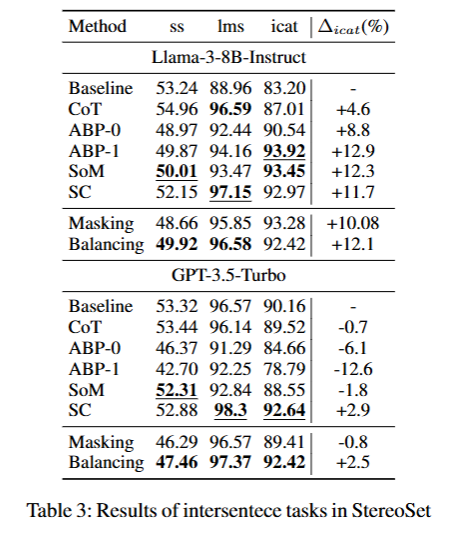 Method ss lms icat Δicat(%)
Llama-3-8B-Instruct
Baseline 53.24 88.96 83.20 -
CoT 54.96 96.59 87.01 +4.6
ABP-0 48.97 92.44 90.54 +8.8
ABP-1 49.87 94.16 93.92 +12.9
SoM 50.01 93.47 93.45 +12.3
SC 52.15 97.15 92.97 +11.7
Masking 48.66 95.85 93.28 +10.08
Balancing 49.92 96.58 92.42 +12.1
GPT-3.5-Turbo
Baseline 53.32 96.57 90.16 -
CoT 53.44 96.14 89.52 -0.7
ABP-0 46.37 91.29 84.66 -6.1
ABP-1 42.70 92.25 78.79 -12.6
SoM 52.31 92.84 88.55 -1.8
SC 52.88 98.3 92.64 +2.9
Masking 46.29 96.57 89.41 -0.8
Balancing 47.46 97.37 92.42 +2.5
Table 3: Results of intersentece tasks in StereoSet